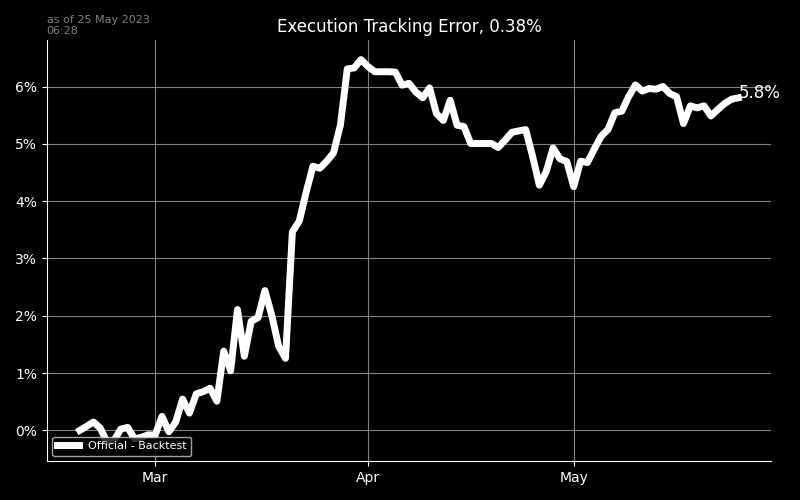 as of 25 May 2023
06:28
Execution Tracking Error, 0.38%
6%
5.8%
5%
4%
3%
2%
1%
0%
Official - Backtest
Mar
Apr
May